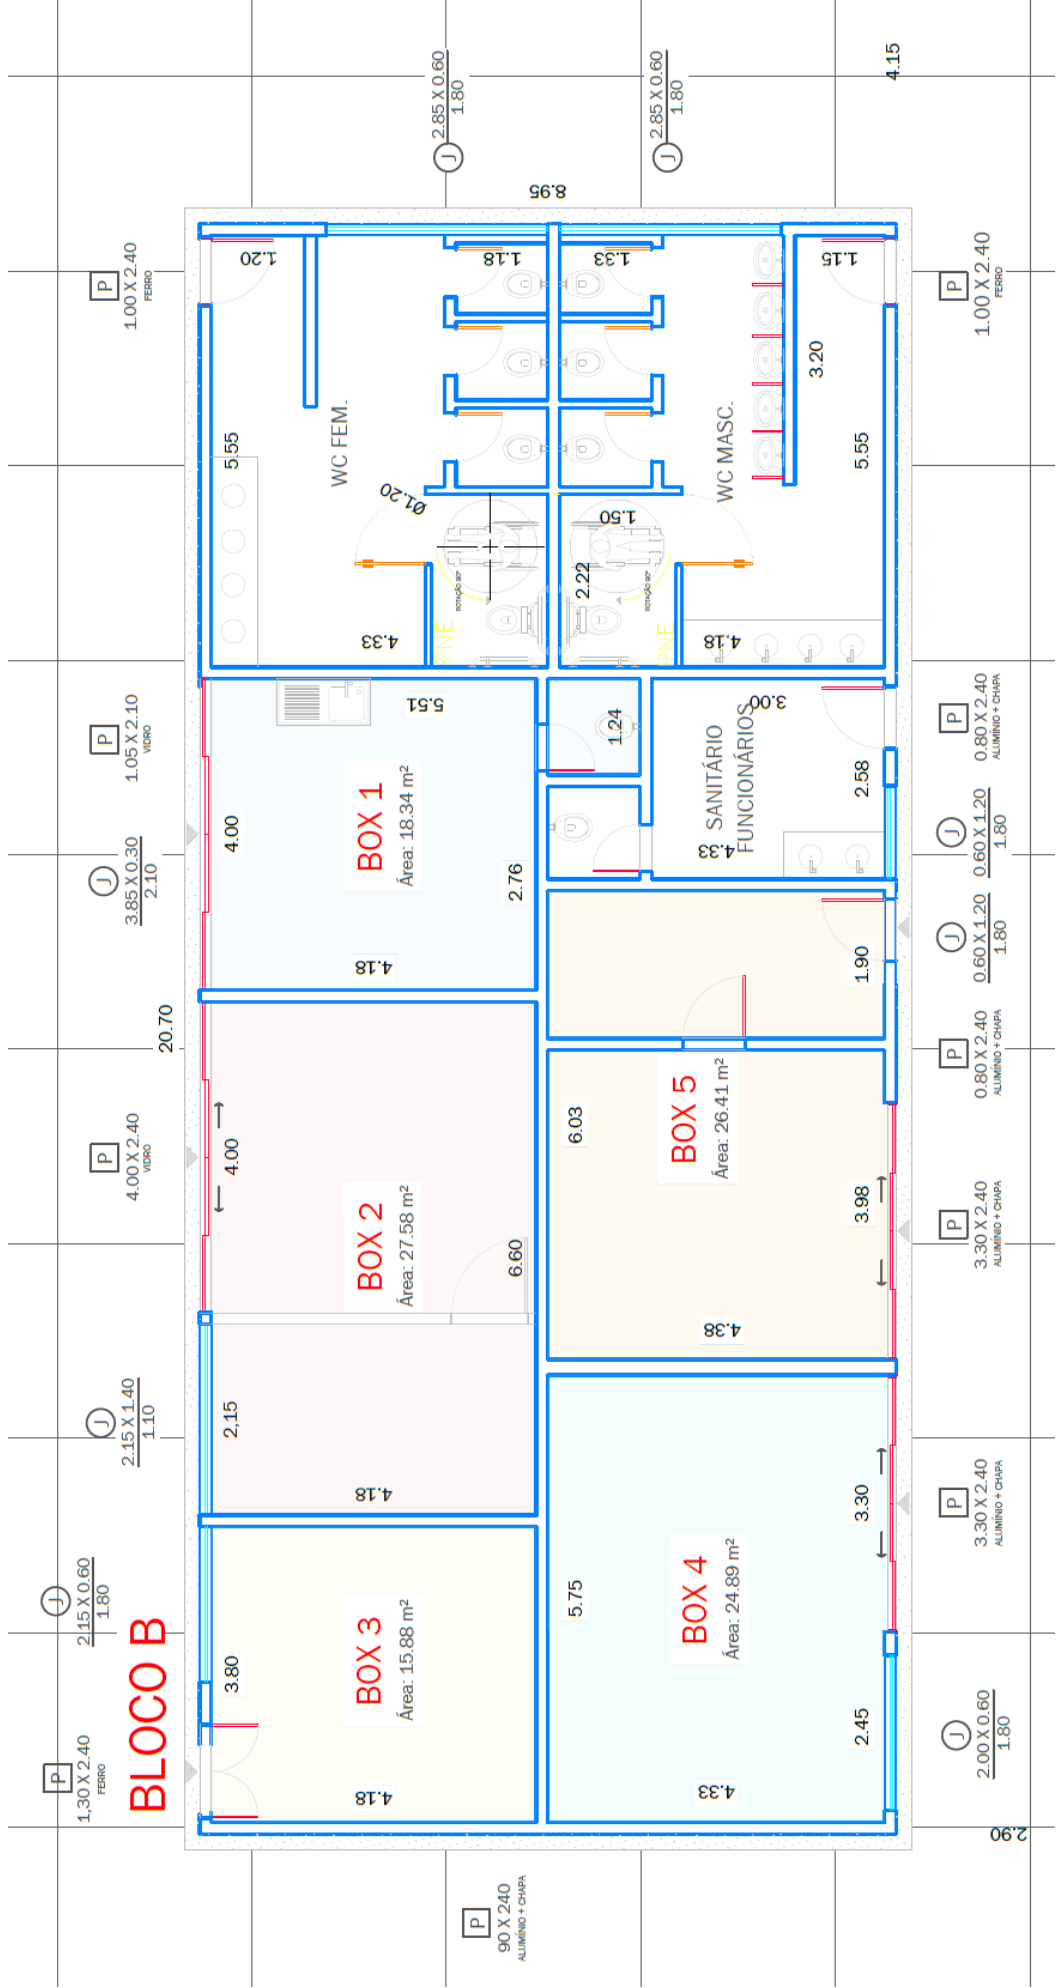 BLOCO B
P
1,30 X 2.40
FERRO
J
2.15 X 0.60
1.80
J
2.15 X 1.40
1.10
P
4.00 X 2.40
VIDRO
J
3.85 X 0.30
2.10
P
1.05 X 2.10
VIDRO
P
1.00 X 2.40
FERRO
20.70
3.80
2,15
4.00
4.00
5.55
1.20
BOX 3
Área: 15.88 m²
4.18
BOX 2
Área: 27.58 m²
4.18
6.60
BOX 1
Área: 18.34 m²
4.18
2.76
5.51
WC FEM.
4.33
Ø1.20
1.18
PNE
ROTAÇÃO 90°
J
2.85 X 0.60
1.80
8.95
P
90 X 240
ALUMÍNIO + CHAPA
5.75
6.03
1.24
2.22
1.50
1.33
BOX 4
Área: 24.89 m²
4.33
BOX 5
Área: 26.41 m²
4.38
SANITÁRIO
FUNCIONÁRIOS
4.33
3.00
PNE
ROTAÇÃO 90°
4.18
WC MASC.
3.20
1.15
J
2.85 X 0.60
1.80
2.45
3.30
3.98
1.90
2.58
5.55
4.15
2.90
J
2.00 X 0.60
1.80
P
3.30 X 2.40
ALUMÍNIO + CHAPA
P
3.30 X 2.40
ALUMÍNIO + CHAPA
P
0.80 X 2.40
ALUMÍNIO + CHAPA
J
0.60 X 1.20
1.80
J
0.60 X 1.20
1.80
P
0.80 X 2.40
ALUMÍNIO + CHAPA
P
1.00 X 2.40
FERRO